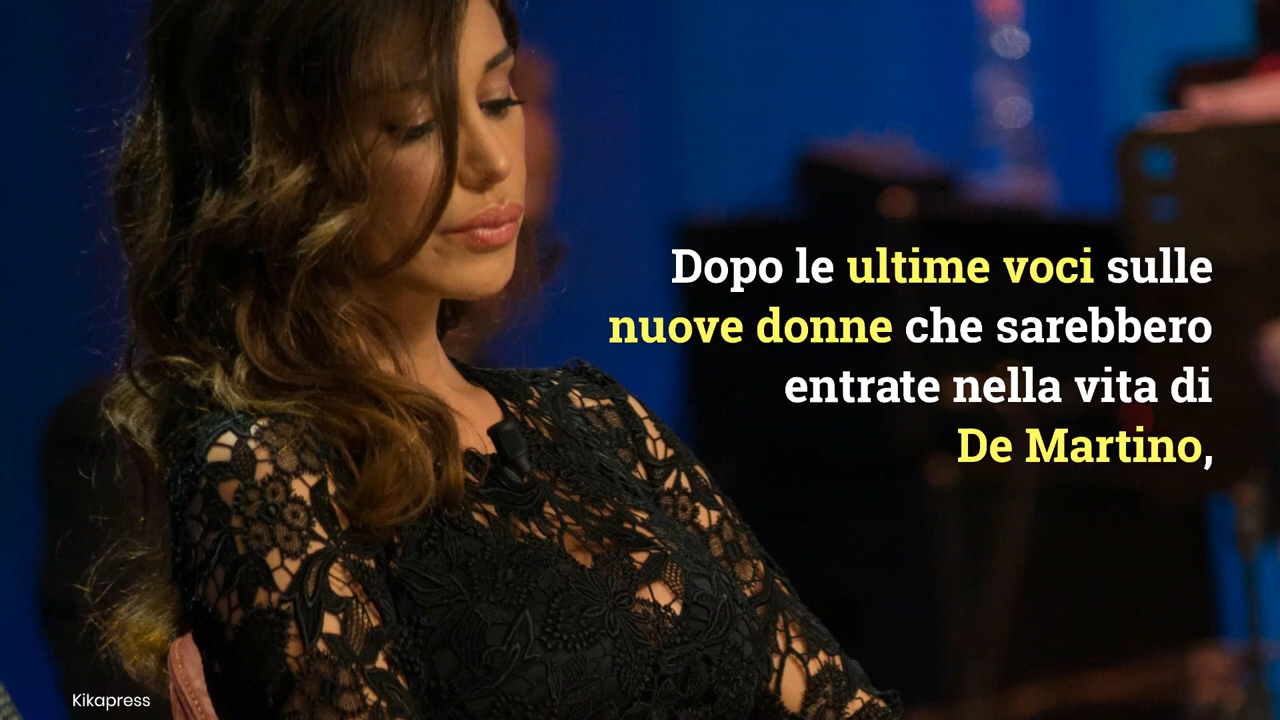 Dopo le ultime voci sulle
nuove donne che sarebbero
entrate nella vita di
De Martino,
Kikapress